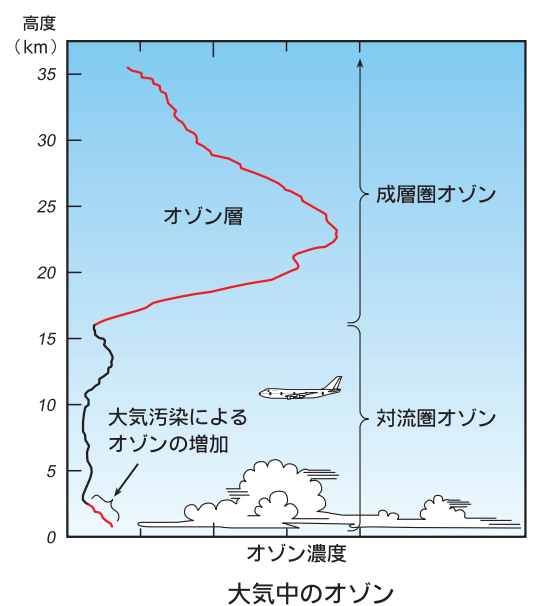 高度
(km)
35
30
25
20
15
10
5
0
オゾン層
成層圏オゾン
対流圏オゾン
大気汚染による
オゾンの増加
オゾン濃度
大気中のオゾン